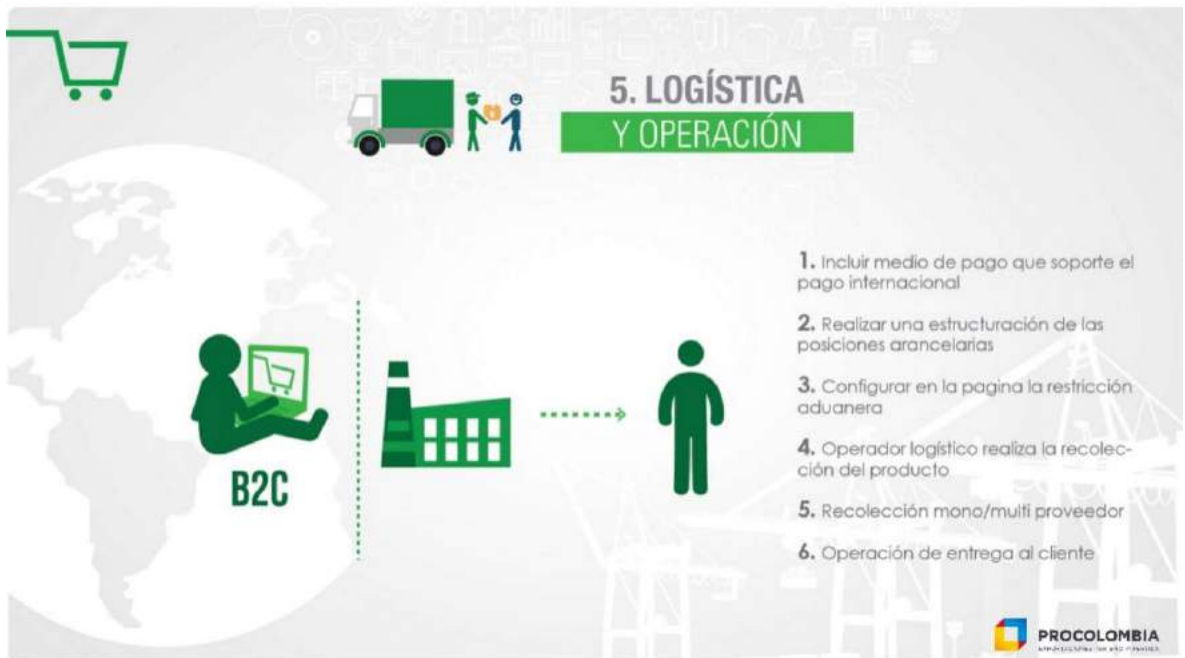 5. LOGÍSTICA
Y OPERACIÓN
1. Incluir medio de pago que soporte el
pago internacional
2. Realizar una estructuración de las
posiciones arancelarias
3. Configurar en la pagina la restricción
aduanera
4. Operador logístico realiza la recolec-
ción del producto
5. Recolección mono/multi proveedor
6. Operación de entrega al cliente
B2C
PROCOLOMBIA